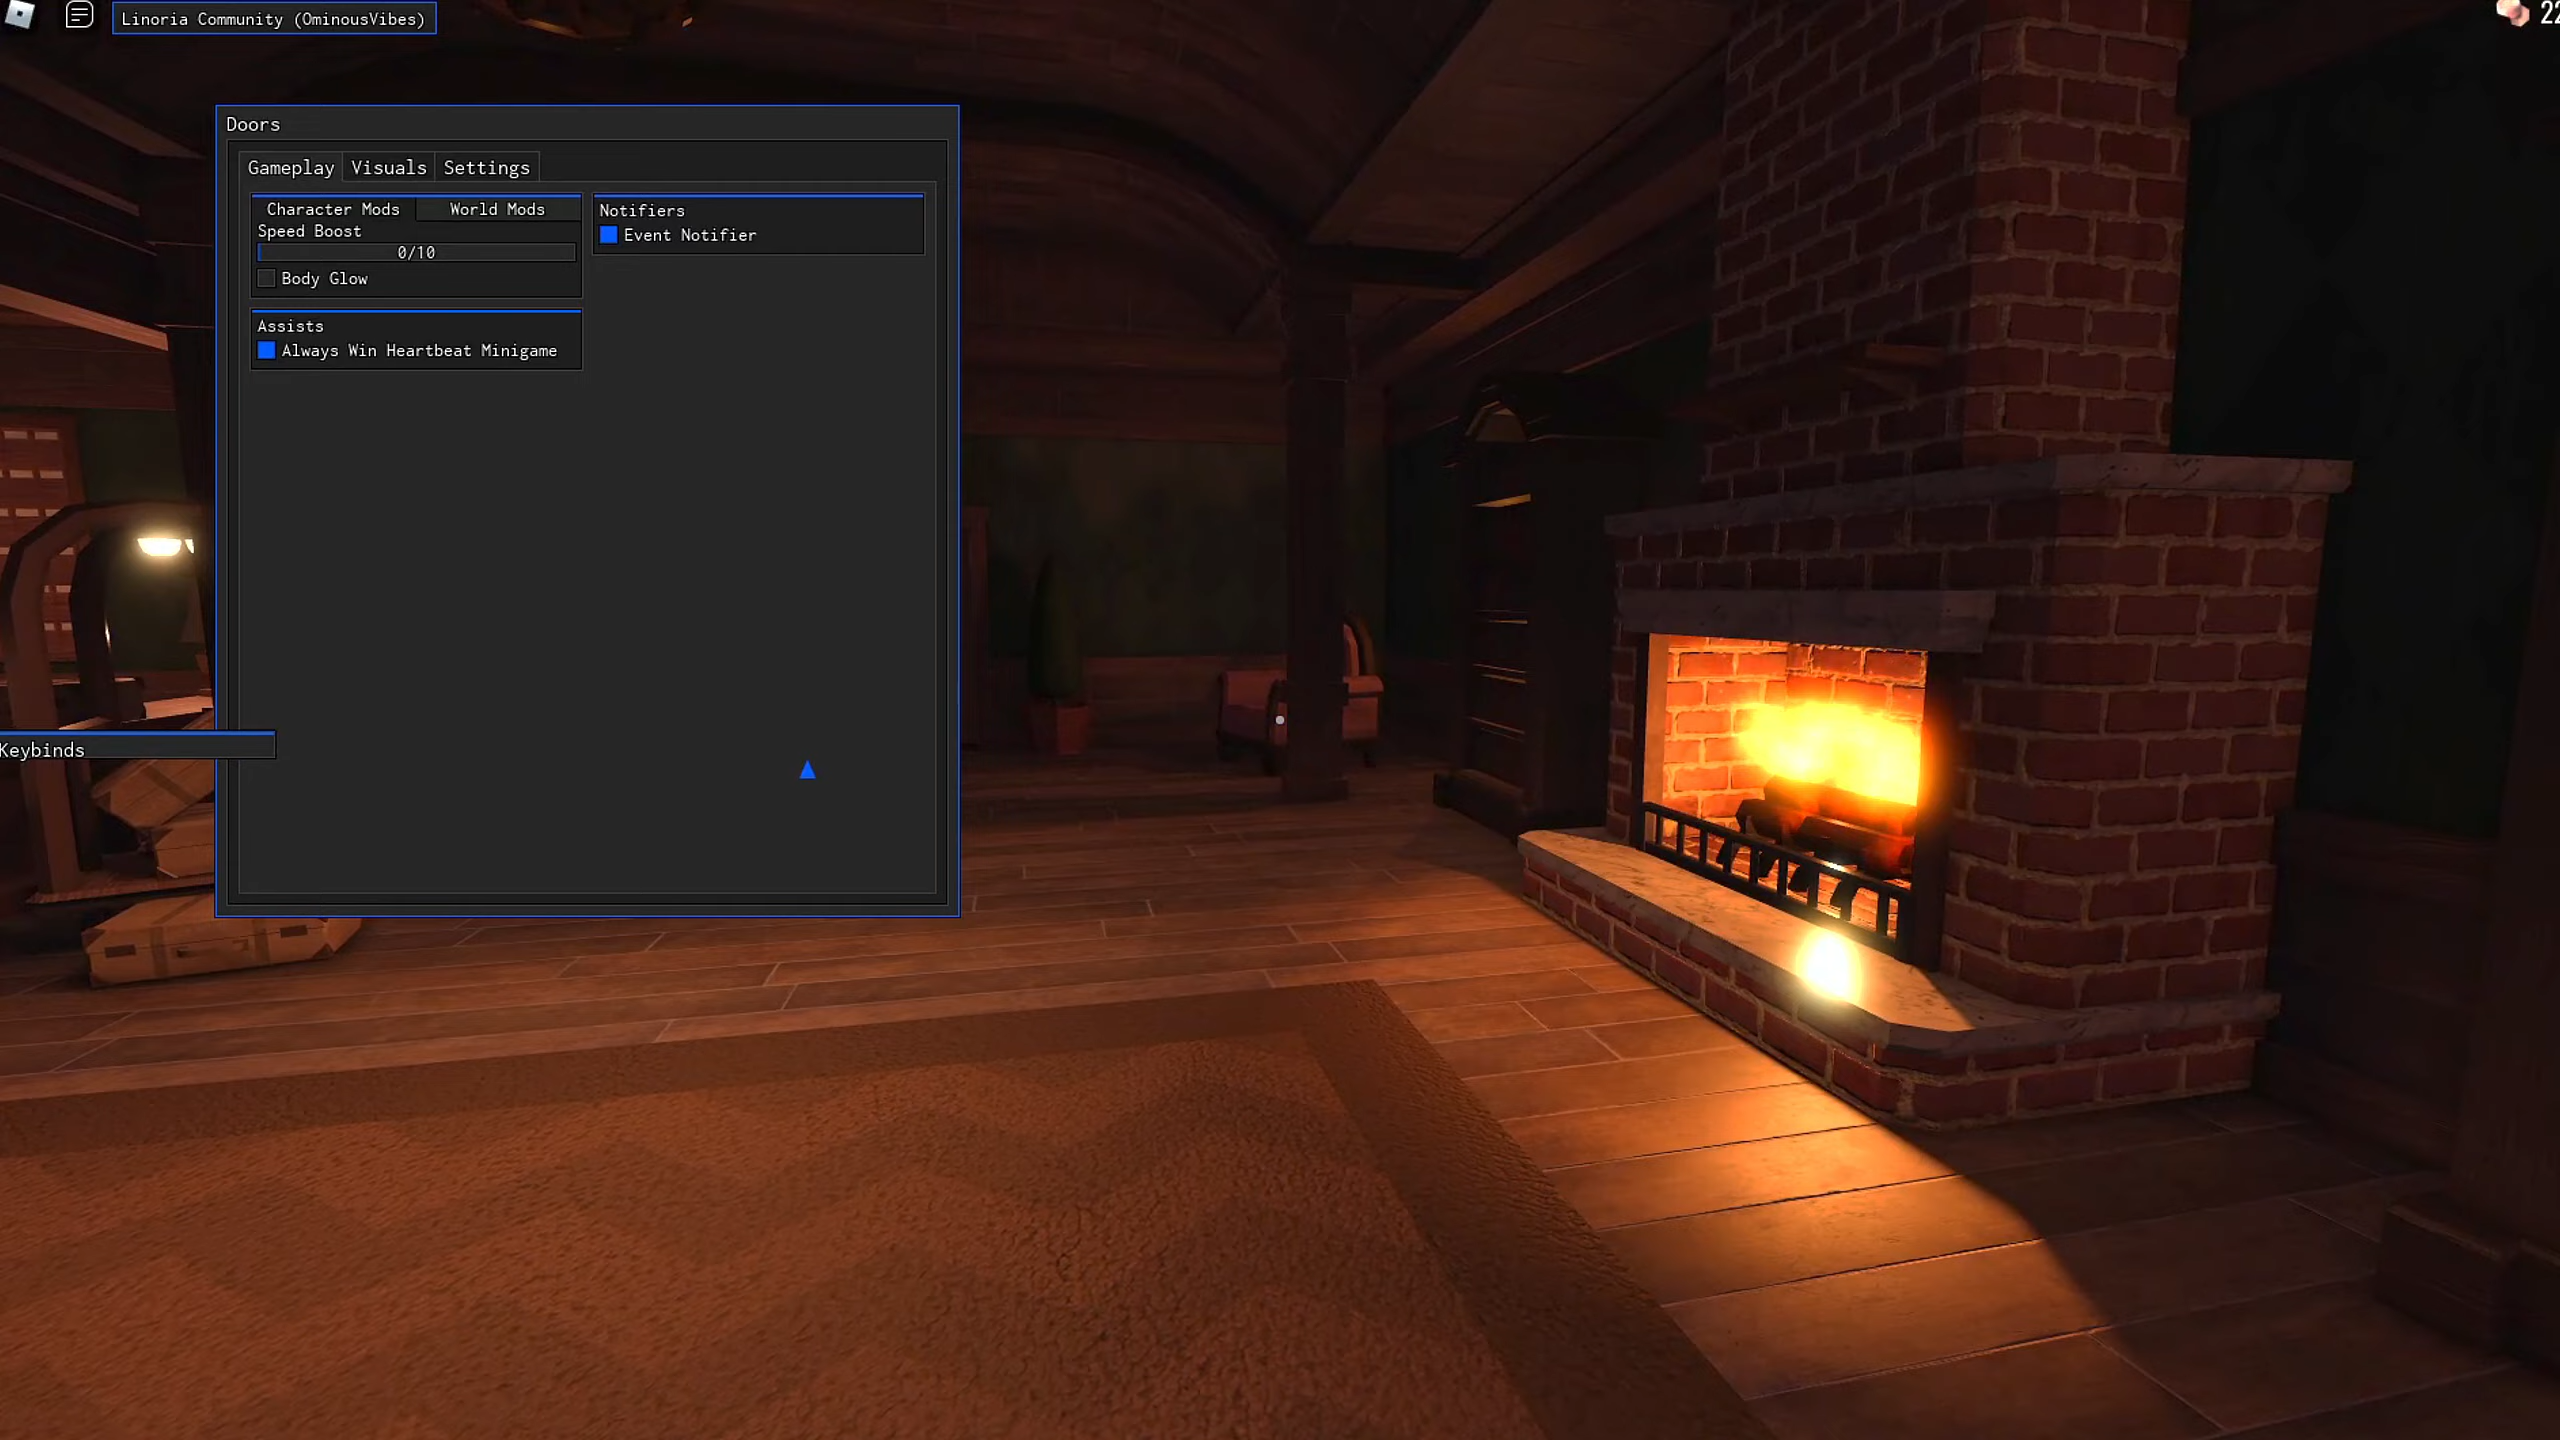 Linoria Community (OminousVibes)
22
Doors
Gameplay Visuals Settings
Character Mods World Mods
Speed Boost
0/10
Body Glow
Notifiers
Event Notifier
Assists
Always Win Heartbeat Minigame
Keybinds